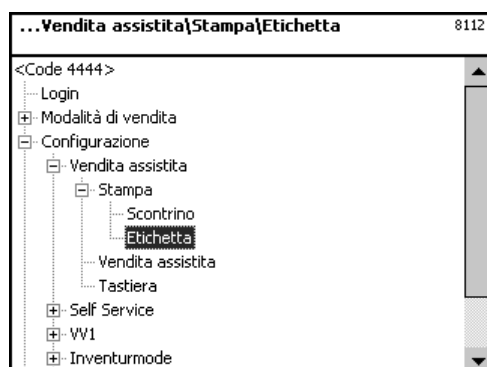 ...Vendita assistita\Stampa\Etichetta 8112
<Code 4444>
Login
Modalità di vendita
Configurazione
Vendita assistita
Stampa
Scontrino
Etichetta
Vendita assistita
Tastiera
Self Service
VV1
Inventurmode